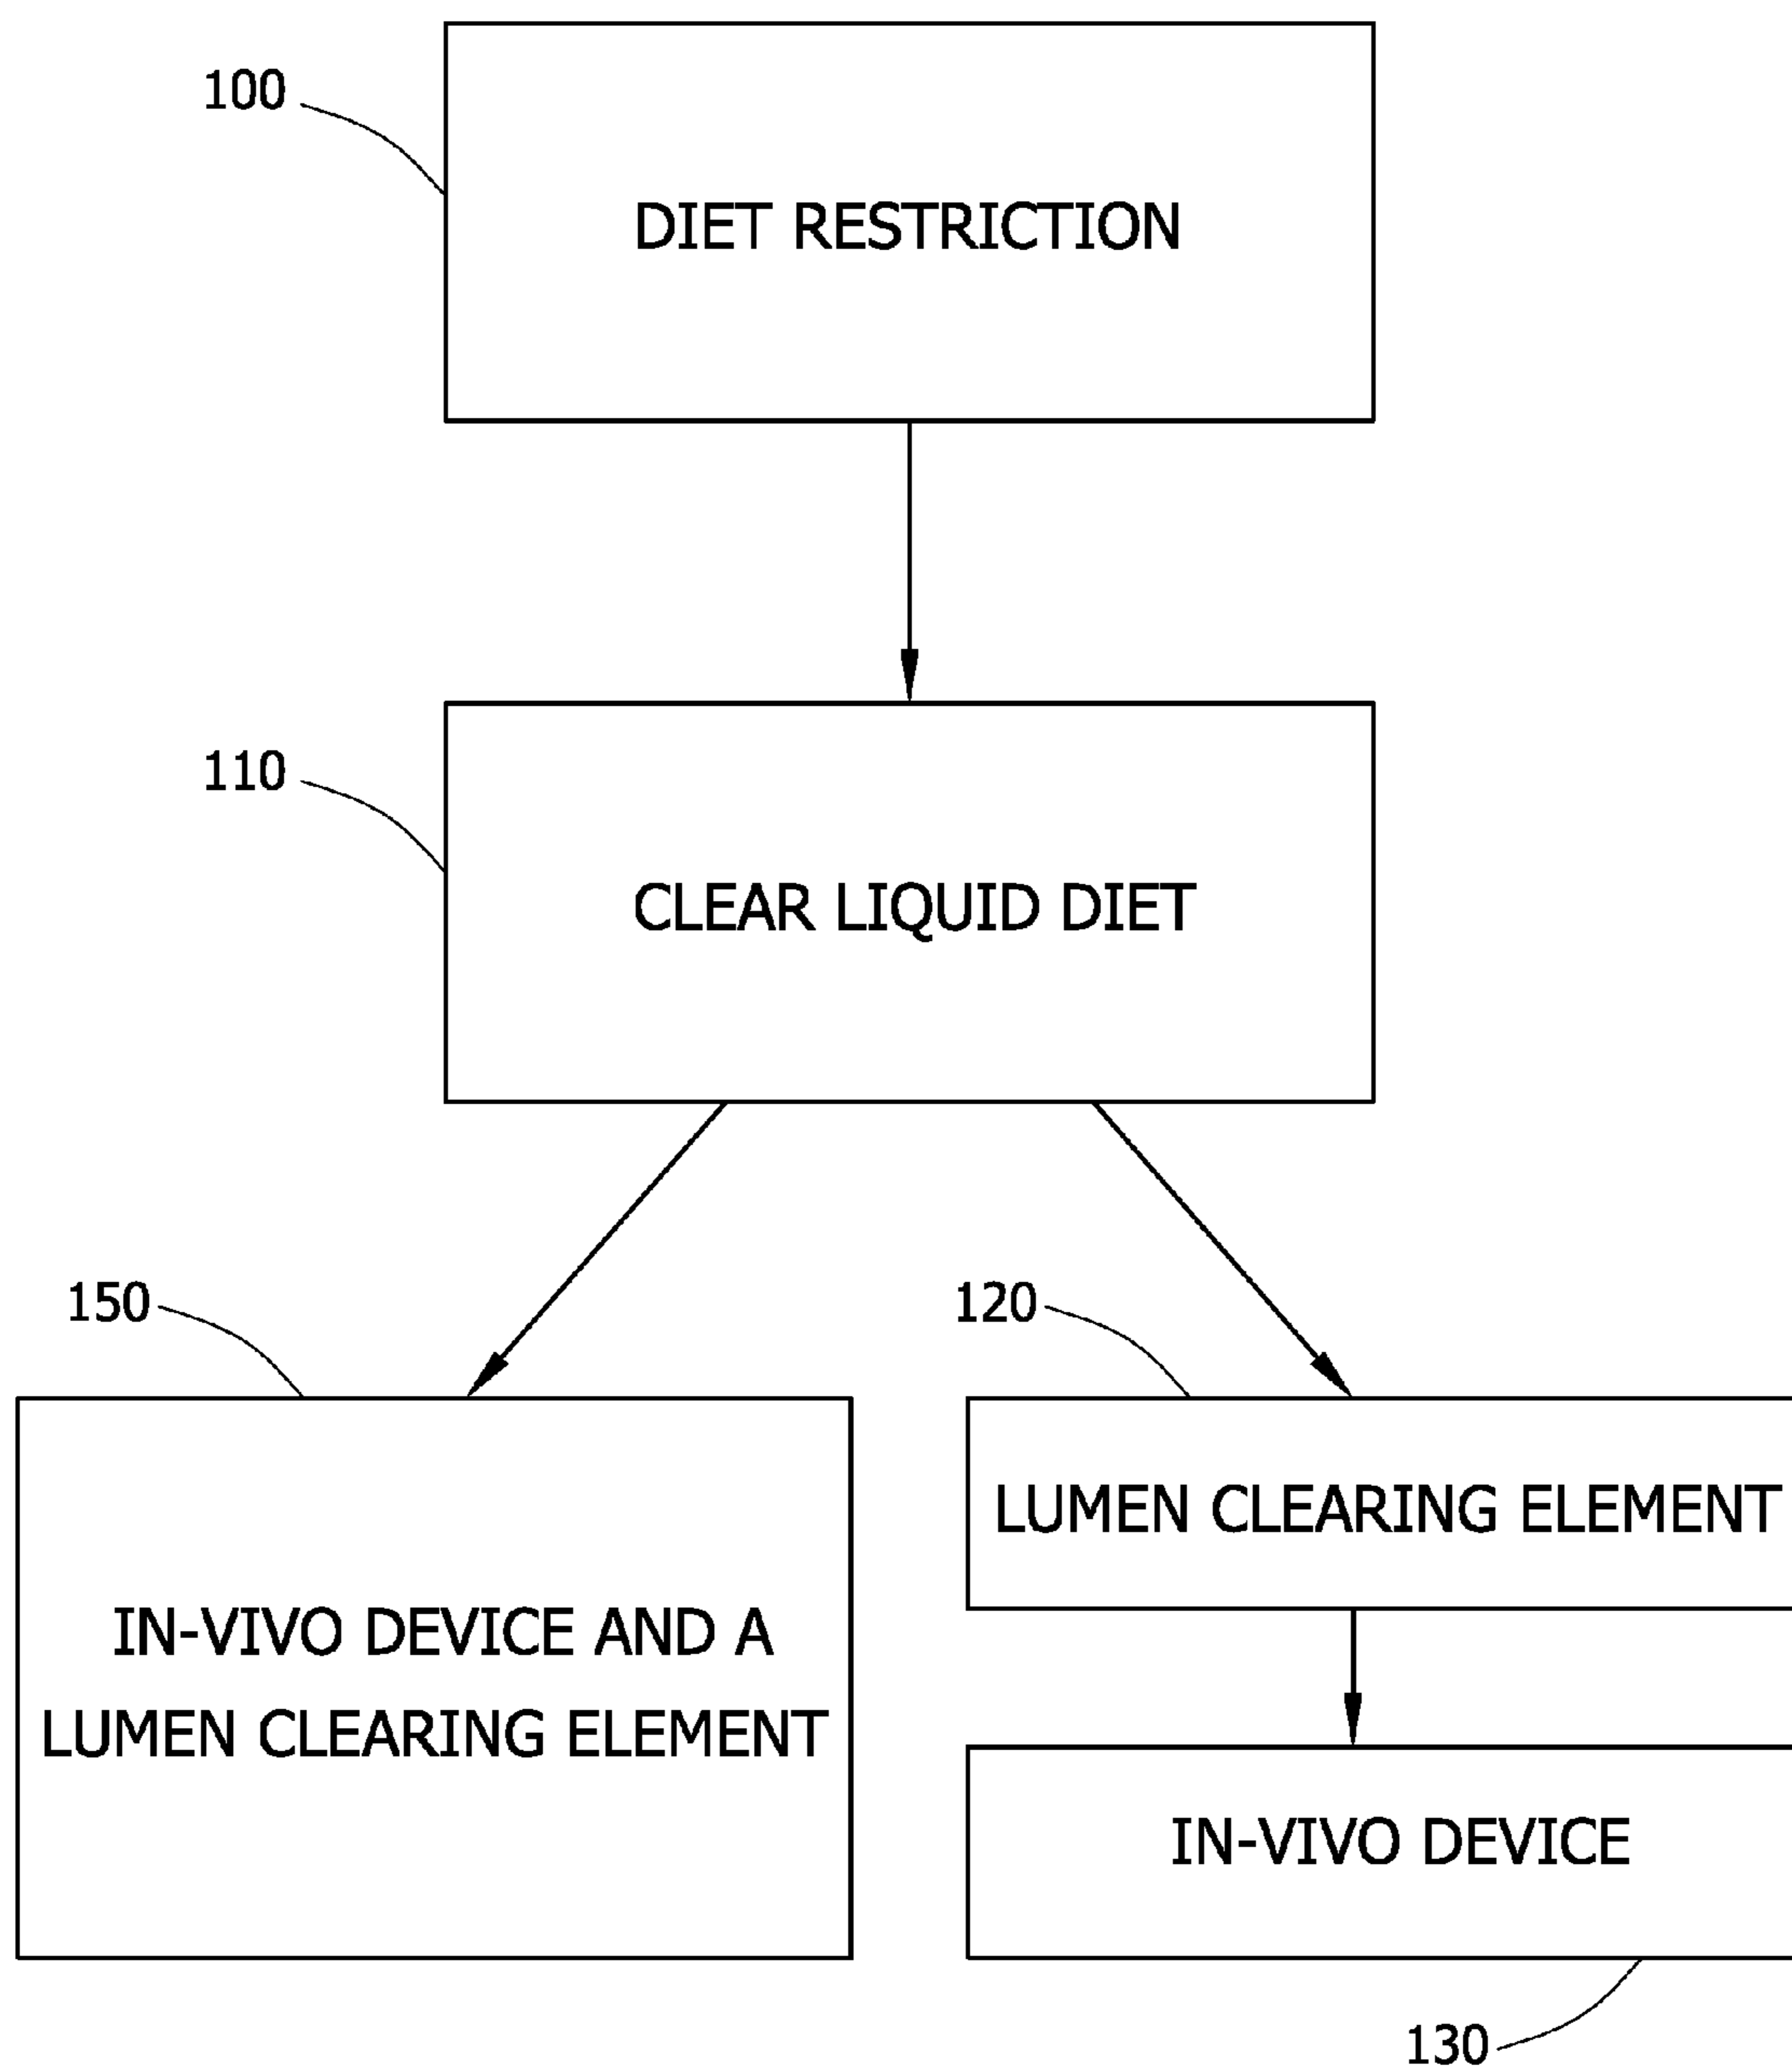 100
DIET RESTRICTION
110
CLEAR LIQUID DIET
150
IN-VIVO DEVICE AND A
LUMEN CLEARING ELEMENT
120
LUMEN CLEARING ELEMENT
IN-VIVO DEVICE
130